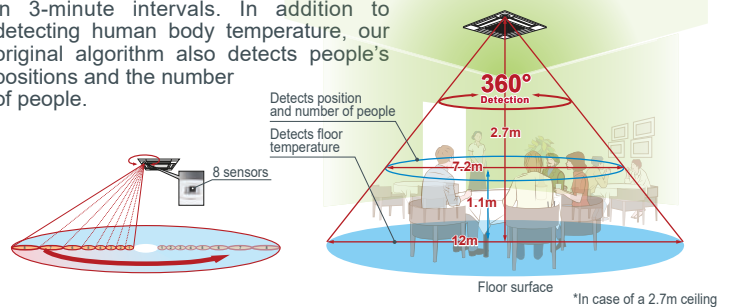 in 3-minute intervals. In addition to
detecting human body temperature, our
original algorithm also detects people's
positions and the number
of people.
Detects position
and number of people
Detects floor
temperature
8 sensors
360°
Detection
2.7m
7.2m
1.1m
12m
Floor surface
*In case of a 2.7m ceiling